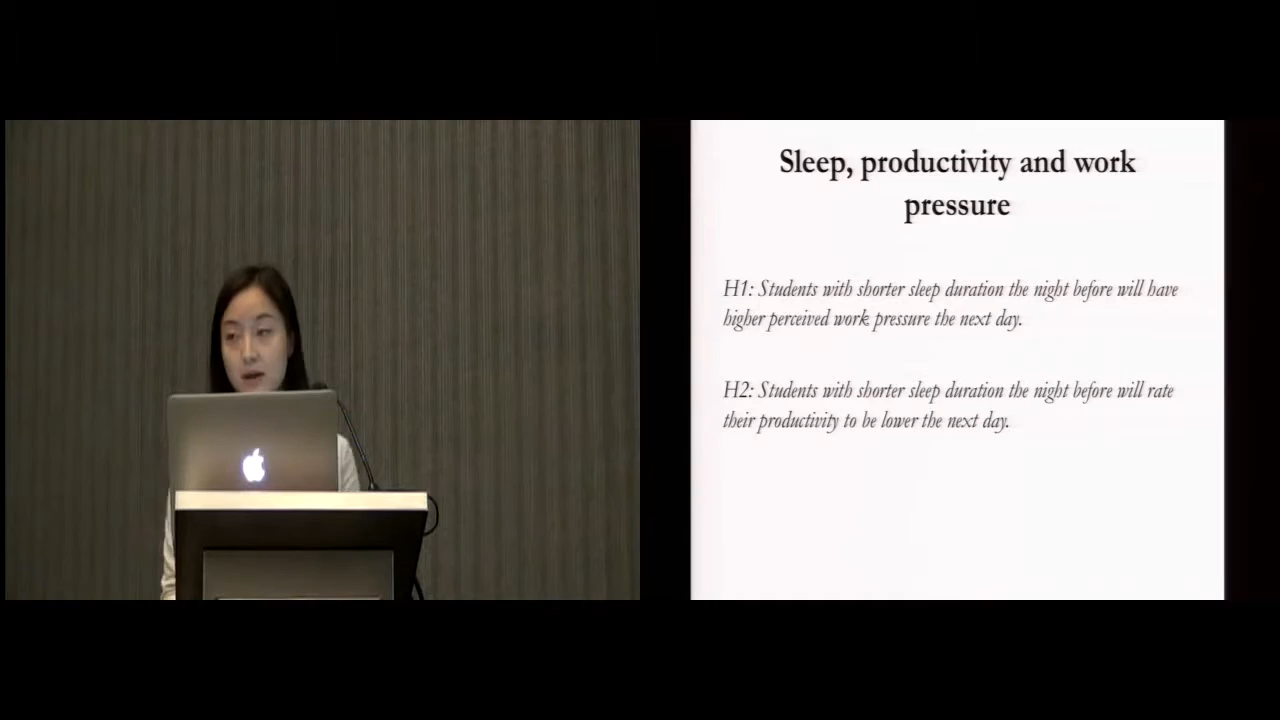 Sleep, productivity and work
pressure
H1: Students with shorter sleep duration the night before will have
higher perceived work pressure the next day.
H2: Students with shorter sleep duration the night before will rate
their productivity to be lower the next day.